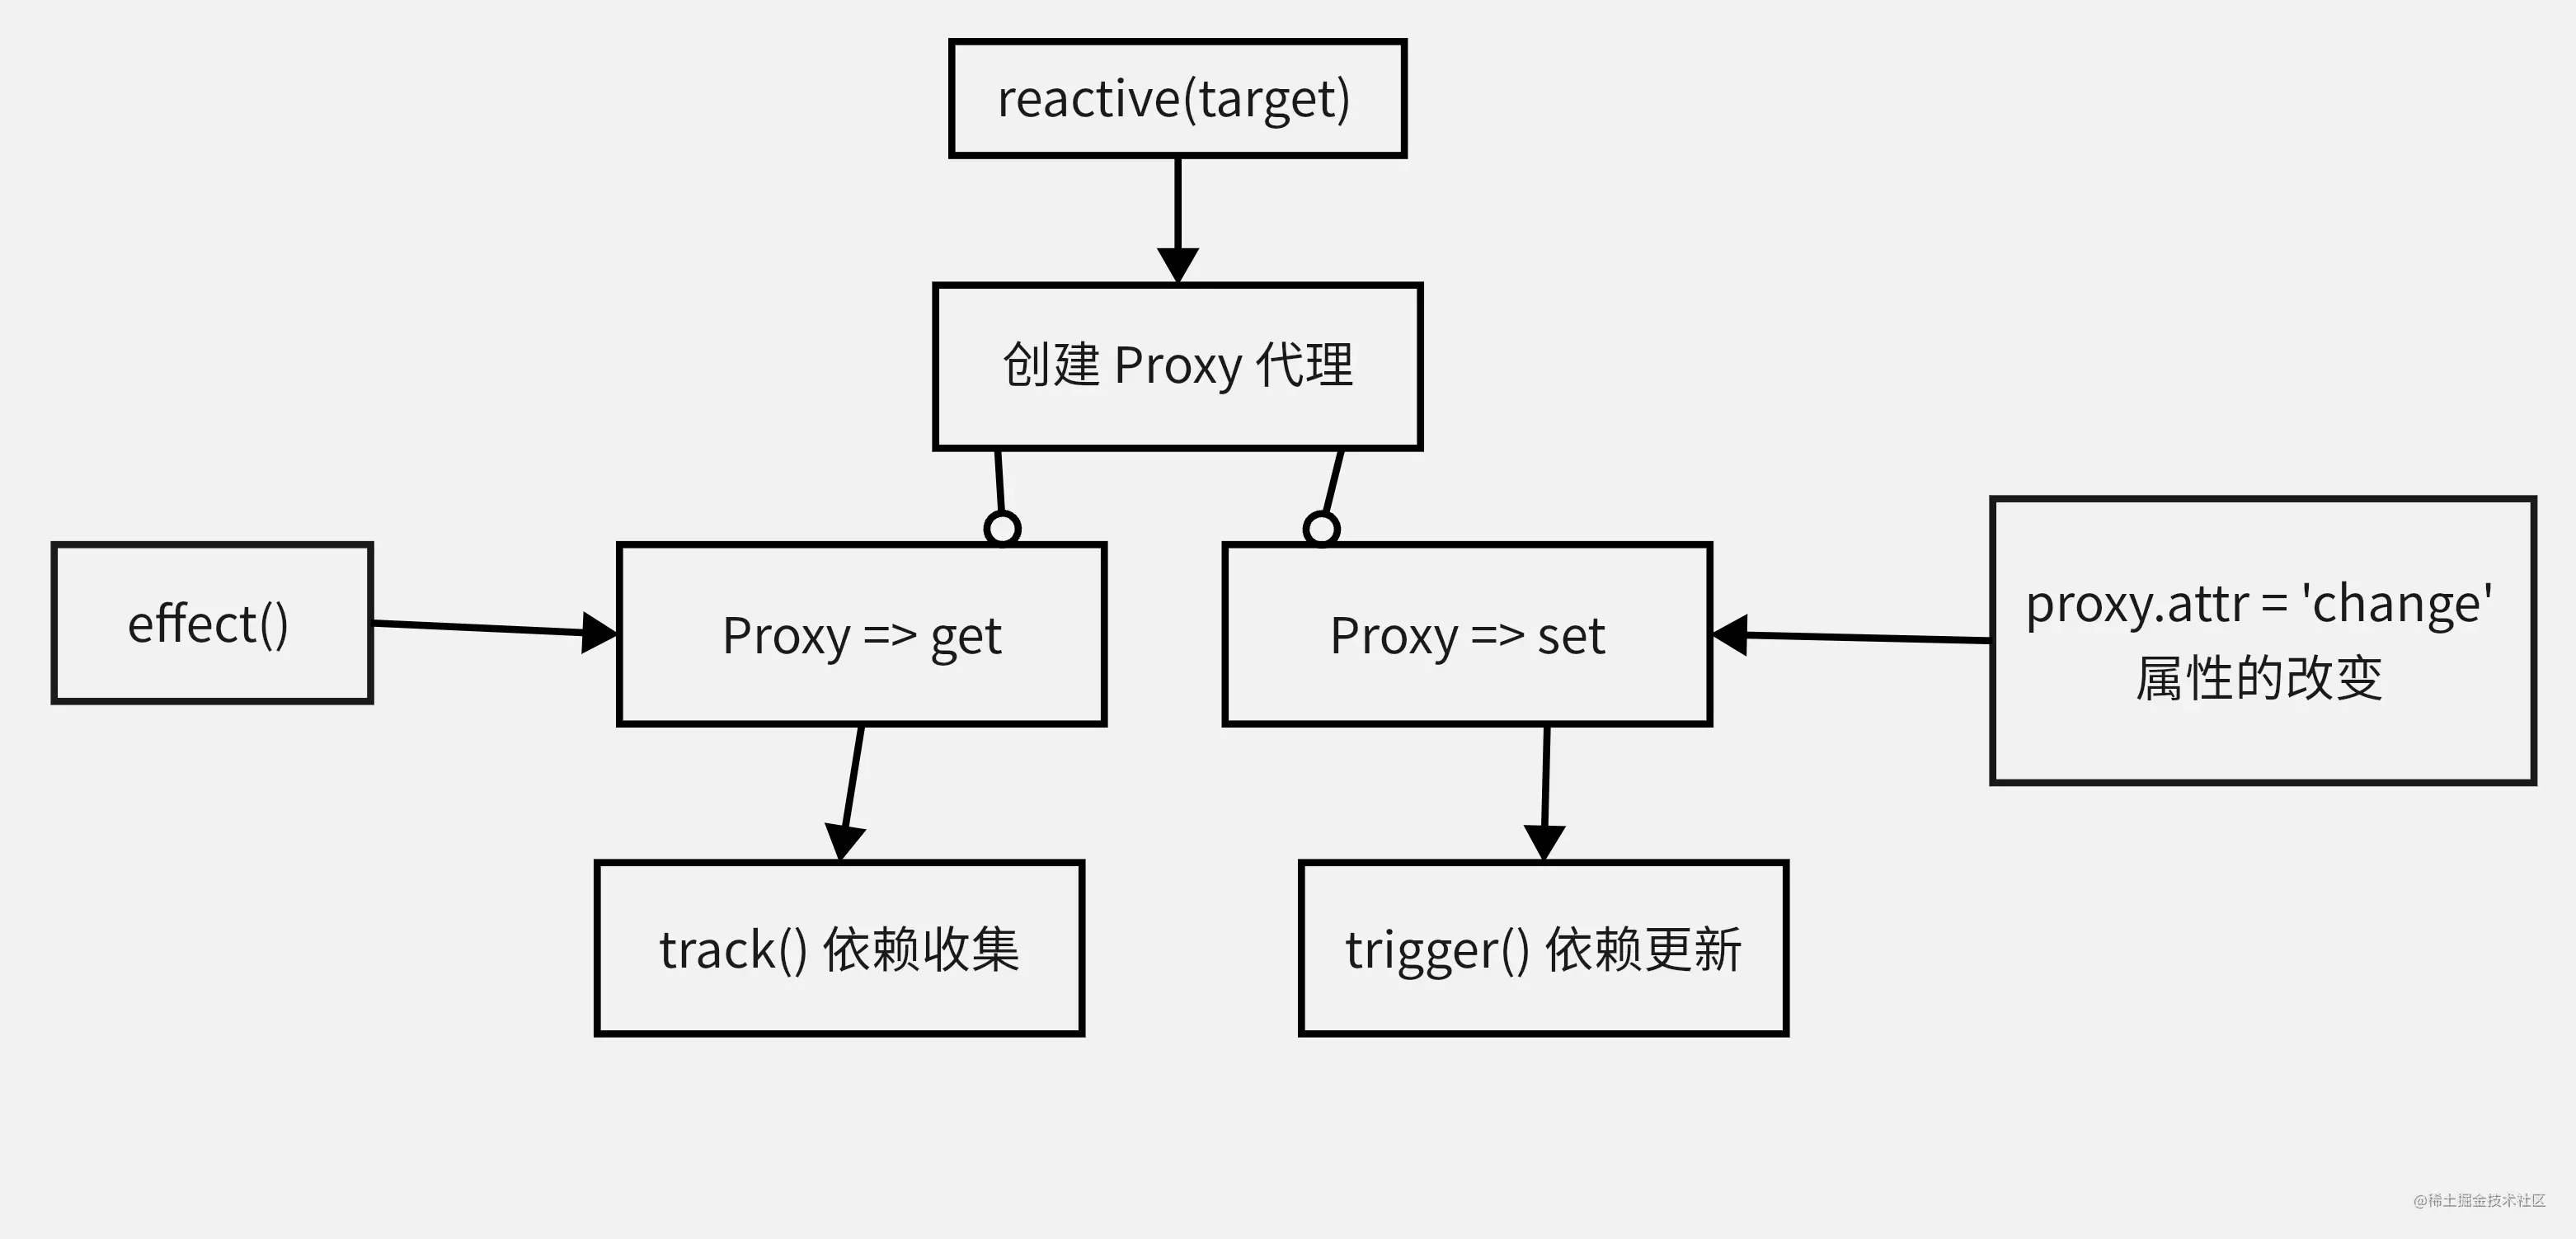 reactive(target)
创建 Proxy 代理
effect()
Proxy => get
Proxy => set
proxy.attr = 'change'
属性的改变
track() 依赖收集
trigger() 依赖更新
@稀土掘金技术社区